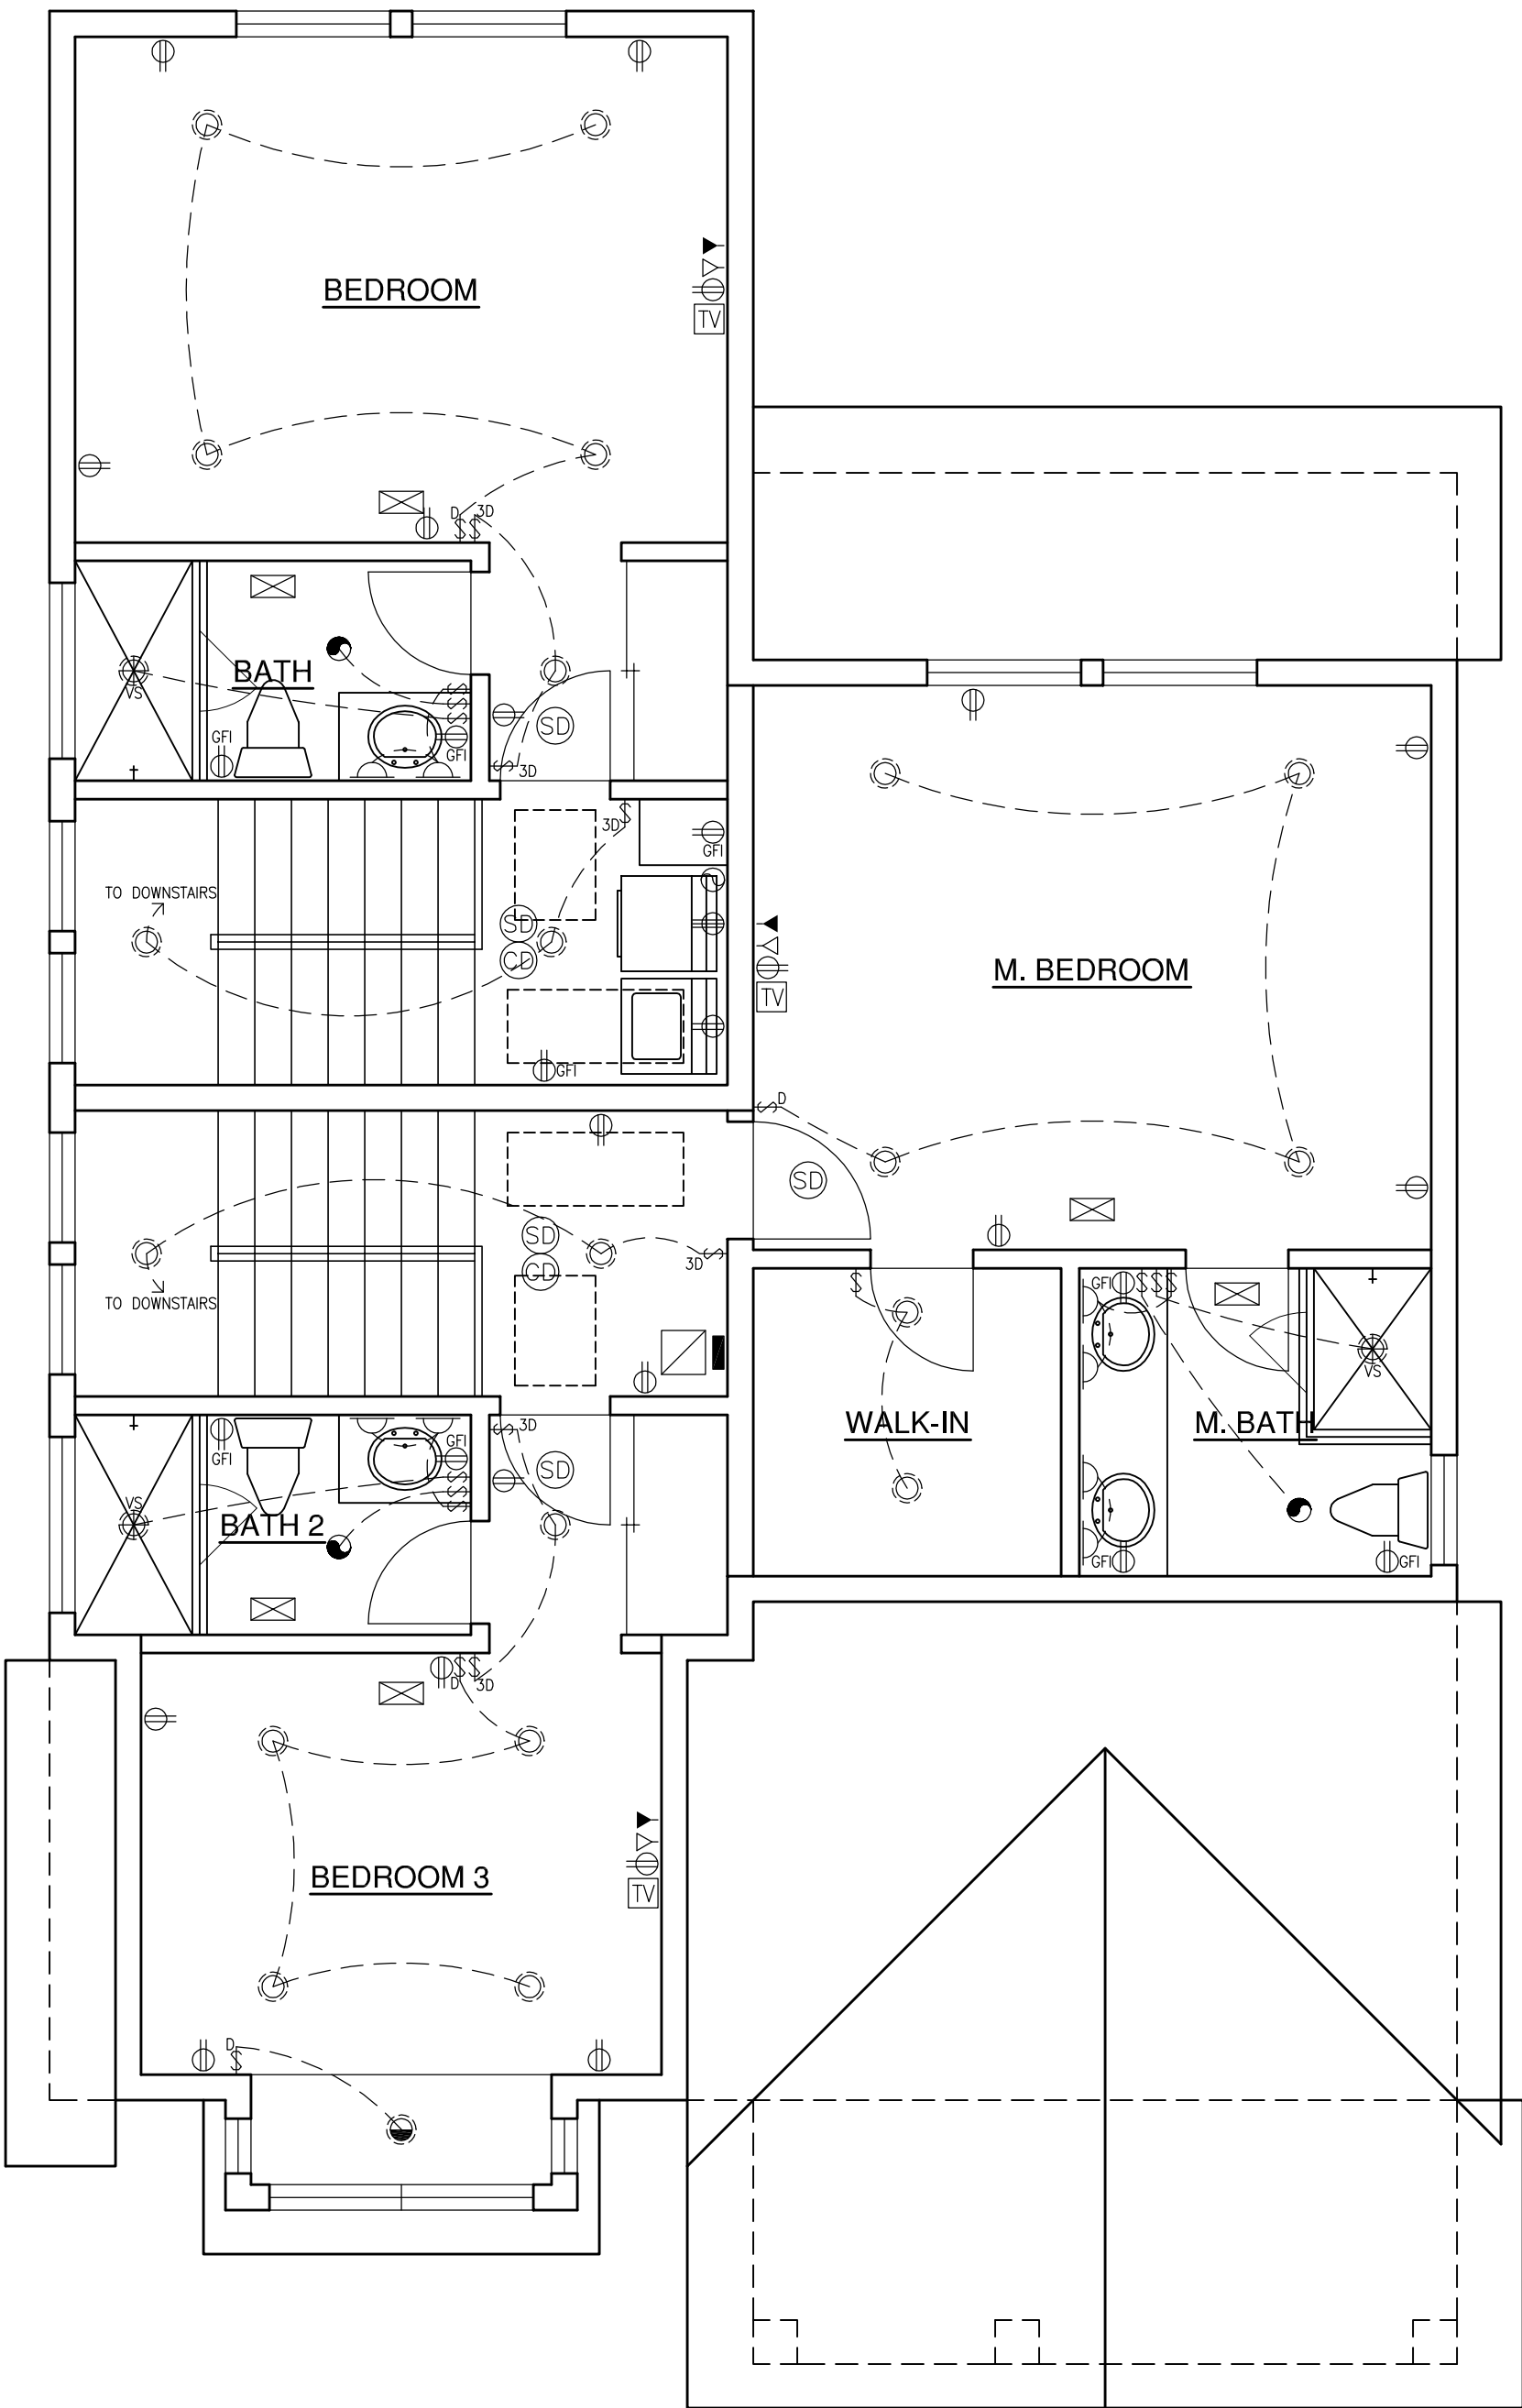 BEDROOM
TV
D
3D
BATH
VS
GFI
GFI
SD
3D
3D
GFI
TO DOWNSTAIRS
SD
CD
GFI
M. BEDROOM
TV
D
SD
SD
CD
3D
TO DOWNSTAIRS
GFI
VS
WALK-IN
M. BATH
3D
GFI
GFI
SD
VS
BATH 2
GFI
GFI
D
3D
BEDROOM 3
TV
D